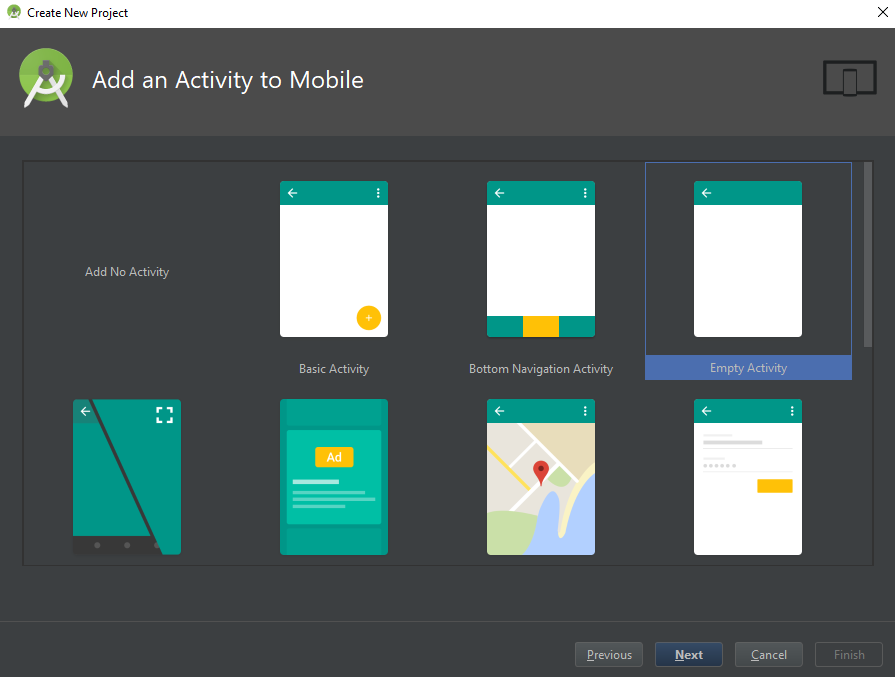 Create New Project
Add an Activity to Mobile
Add No Activity
Basic Activity
Bottom Navigation Activity
Empty Activity
Ad
Previous
Next
Cancel
Finish